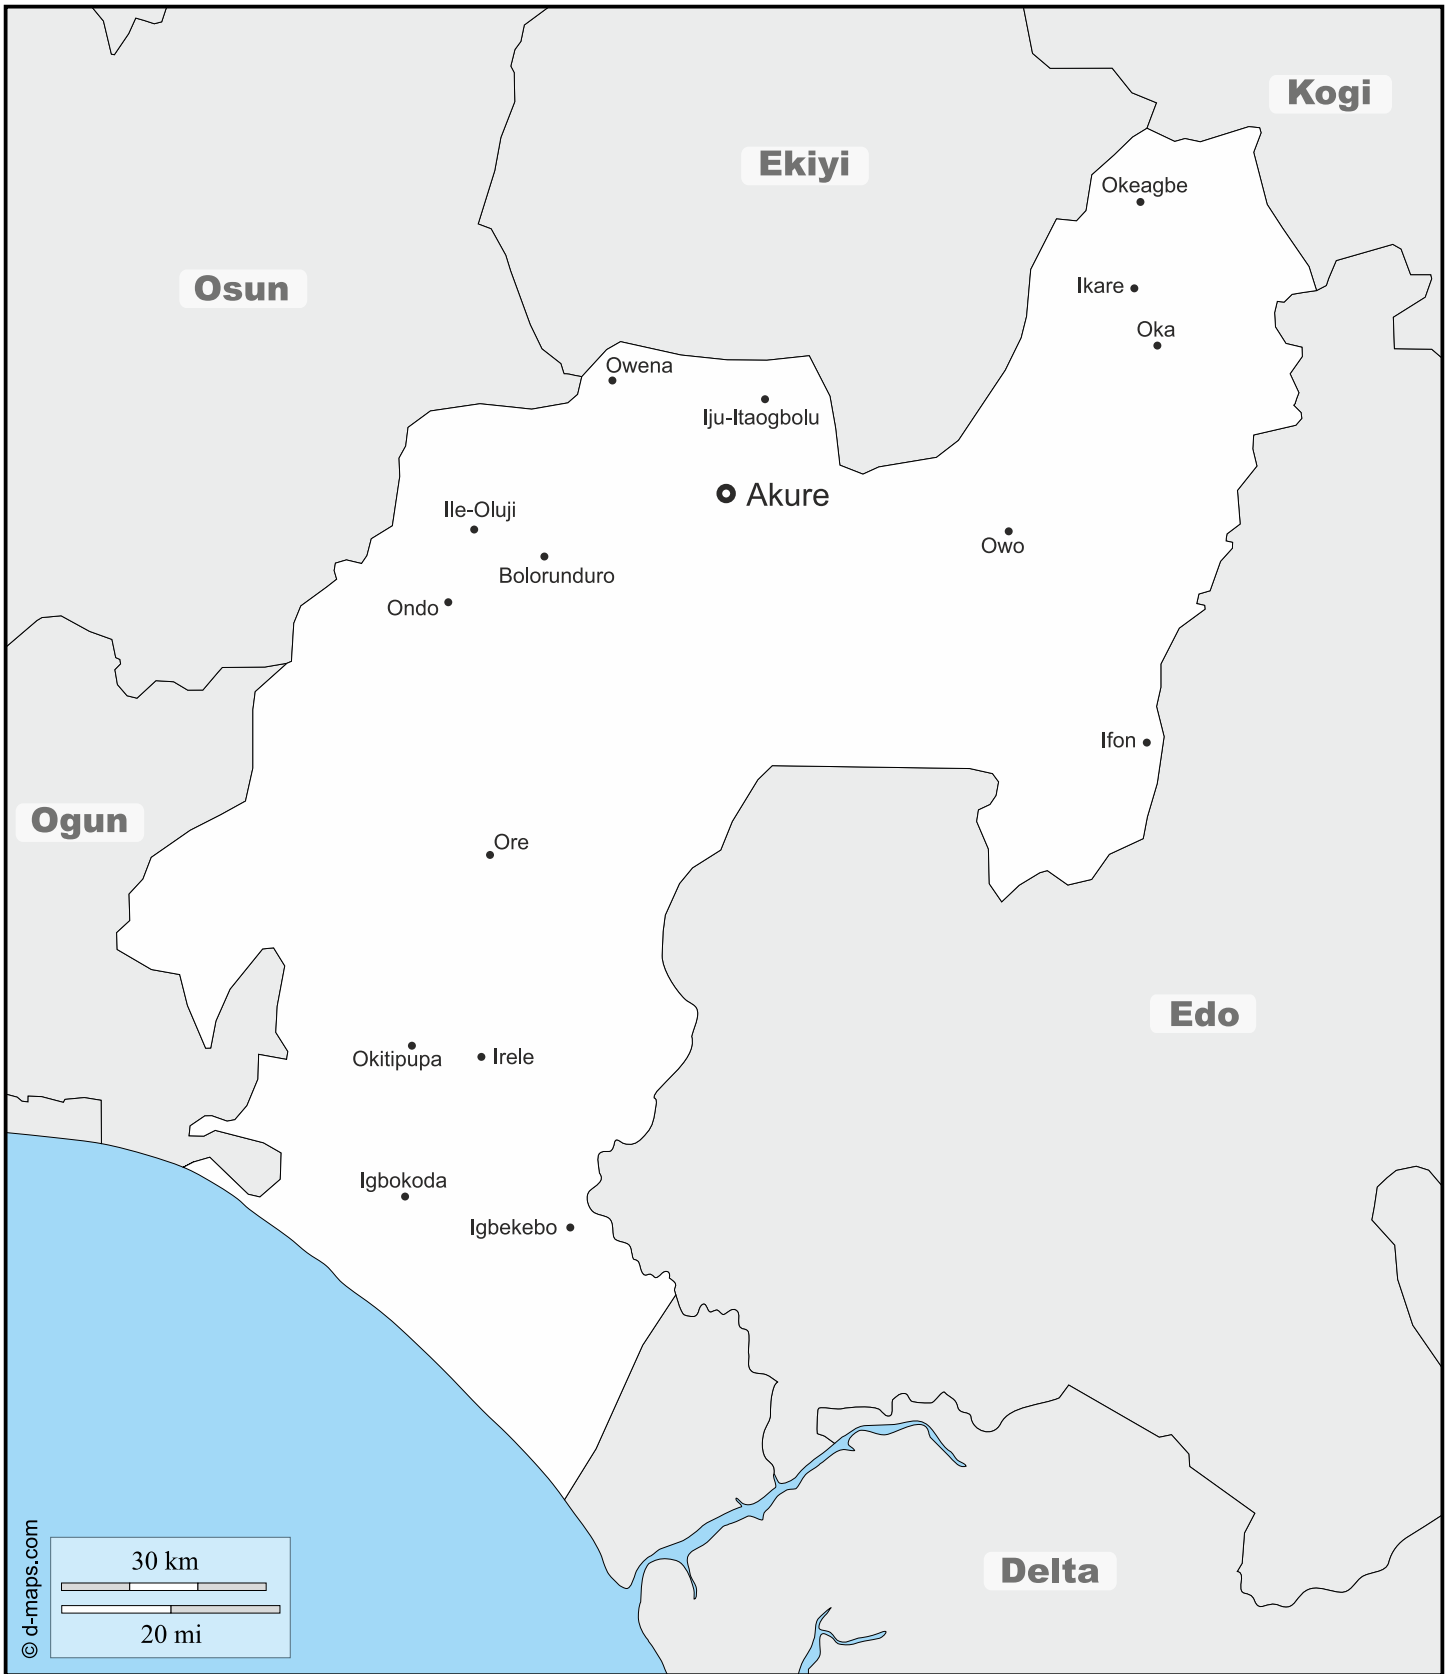 Kogi
Ekiyi
Okeagbe
Osun
Ikare
Oka
Owena
Iju-Itaogbolu
Akure
Ile-Oluji
Owo
Bolorunduro
Ondo
Ifon
Ogun
Ore
Edo
Okitipupa
Irele
Igbokoda
Igbekebo
Delta
30 km
20 mi
© d-maps.com